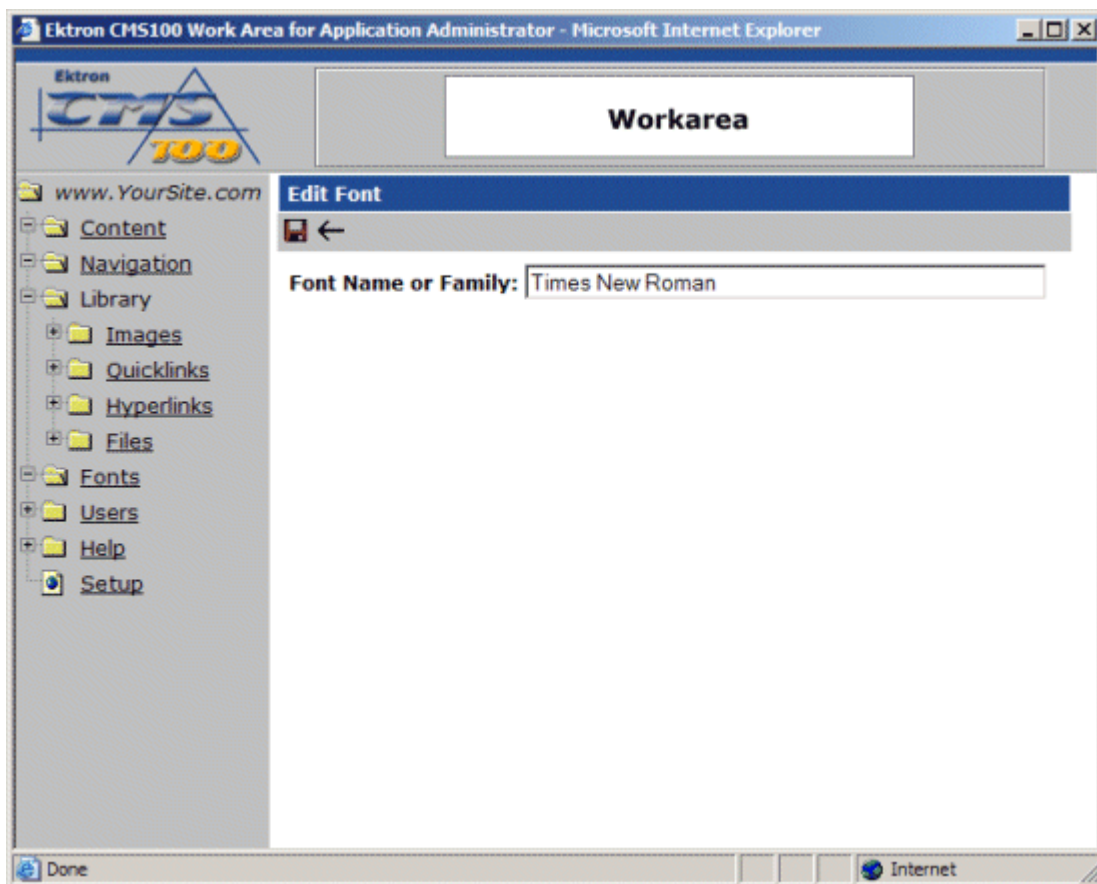 Ektron CMS100 Work Area for Application Administrator - Microsoft Internet Explorer
Ektron
CMS
100
Workarea
www.YourSite.com
Edit Font
Content
Navigation
Font Name or Family: Times New Roman
Library
Images
Quicklinks
Hyperlinks
Files
Fonts
Users
Help
Setup
Done
Internet